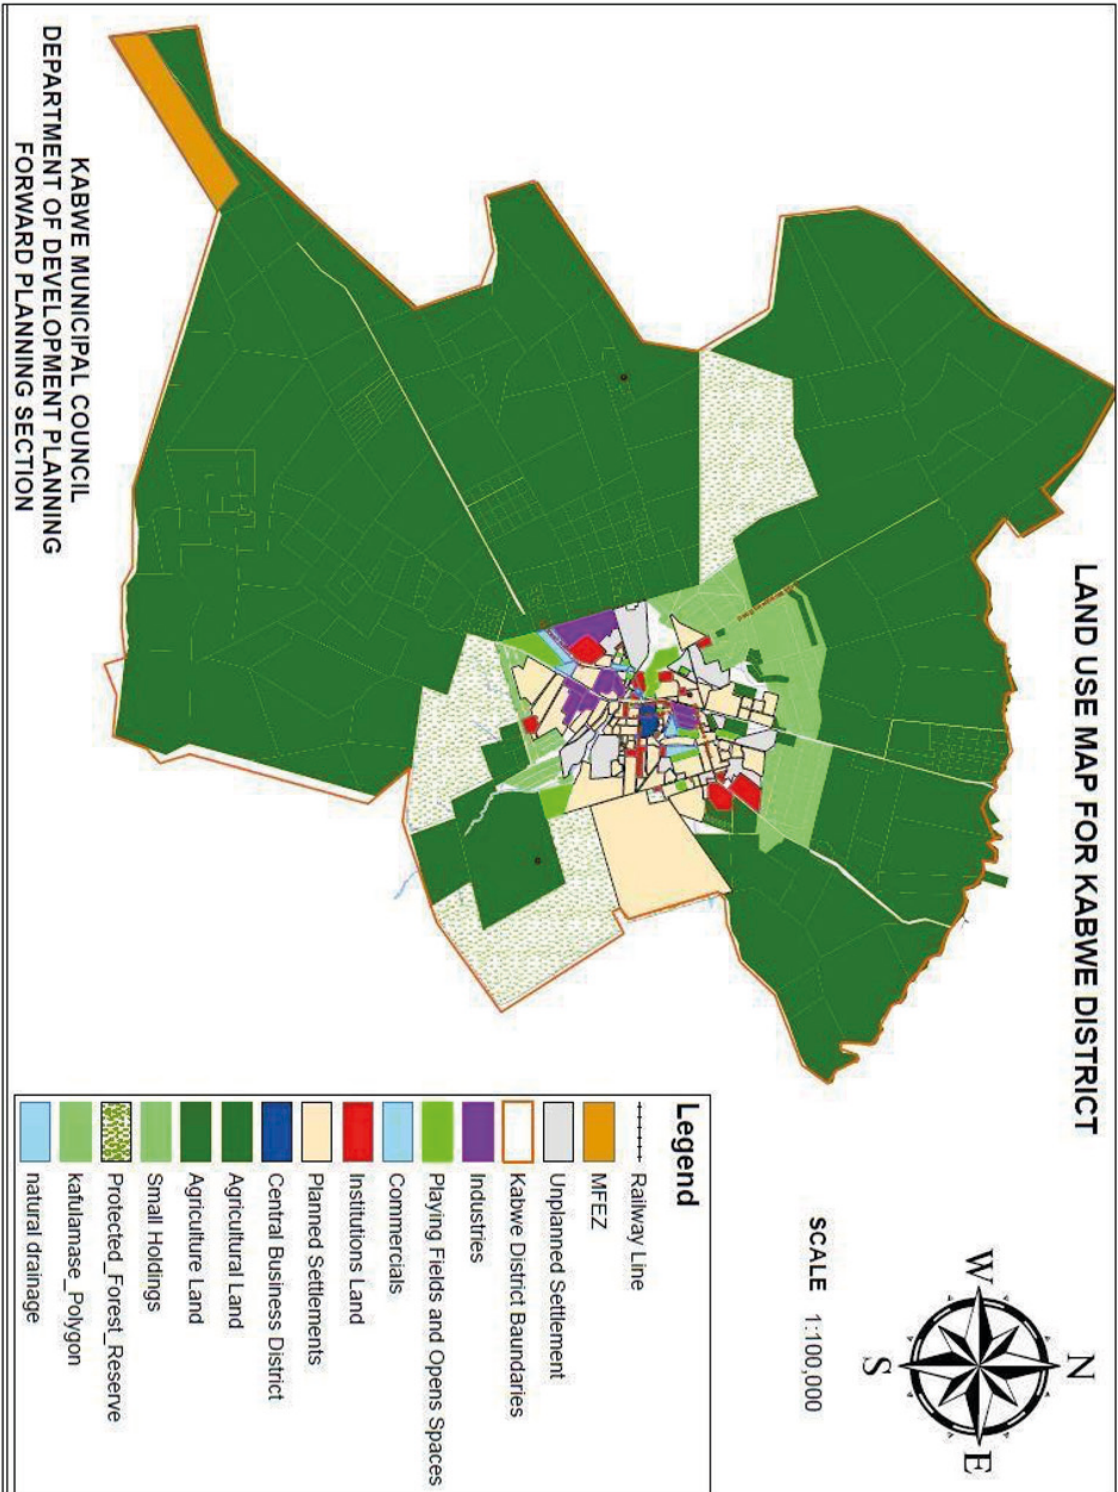 LAND USE MAP FOR KABWE DISTRICT
N
W
E
S
SCALE 1:100,000
Legend
Railway Line
MFEZ
Unplanned Settlement
Kabwe District Baundaries
Industries
Playing Fields and Opens Spaces
Commercials
Institutions Land
Planned Settlements
Central Business District
Agricultural Land
Agriculture Land
Small Holdings
Protected_Forest_Reserve
kafulamase_Polygon
natural drainage
KABWE MUNICIPAL COUNCIL
DEPARTMENT OF DEVELOPMENT PLANNING
FORWARD PLANNING SECTION